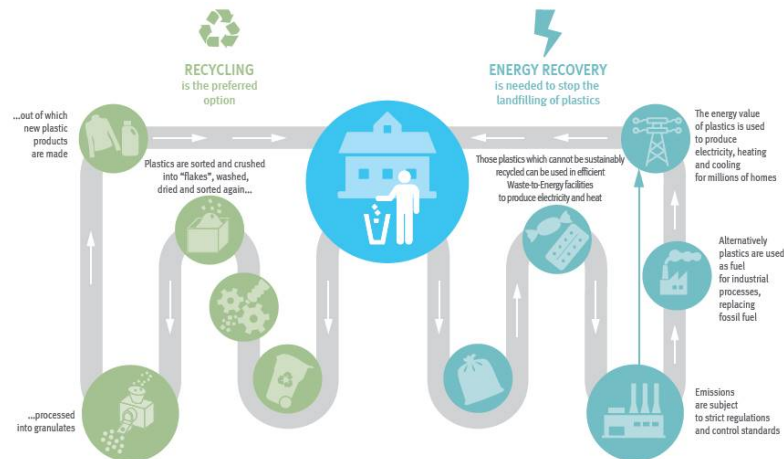 RECYCLING
is the preferred
option
ENERGY RECOVERY
is needed to stop the
landfilling of plastics
...out of which
new plastic
products
are made
Plastics are sorted and crushed
into "flakes", washed,
dried and sorted again...
Those plastics which cannot be sustainably
recycled can be used in efficient
Waste-to-Energy facilities
to produce electricity and heat
The energy value
of plastics is used
to produce
electricity, heating
and cooling
for millions of homes
Alternatively
plastics are used
as fuel
for industrial
processes,
replacing
fossil fuel
...processed
into granulates
Emissions
are subject
to strict regulations
and control standards